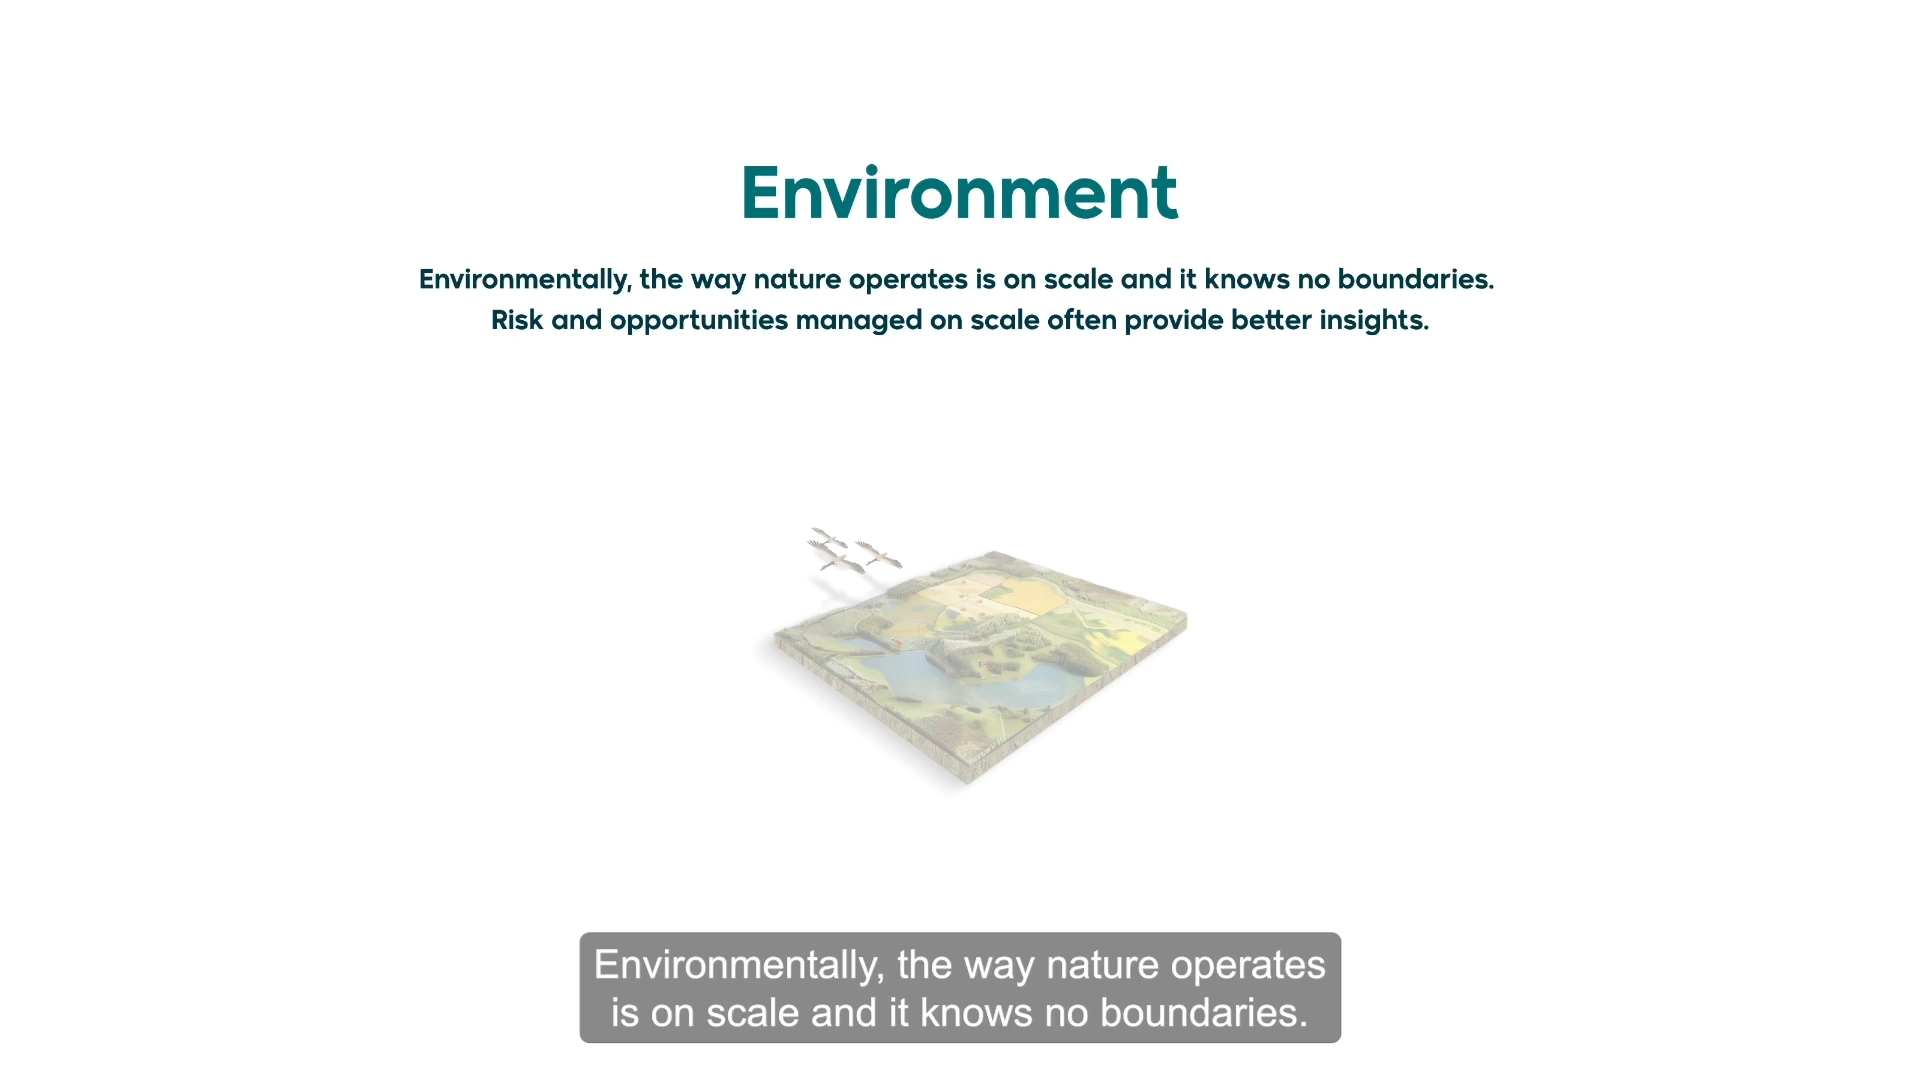 Environment
Environmentally, the way nature operates is on scale and it knows no boundaries.
Risk and opportunities managed on scale often provide better insights.
Environmentally, the way nature operates
is on scale and it knows no boundaries.